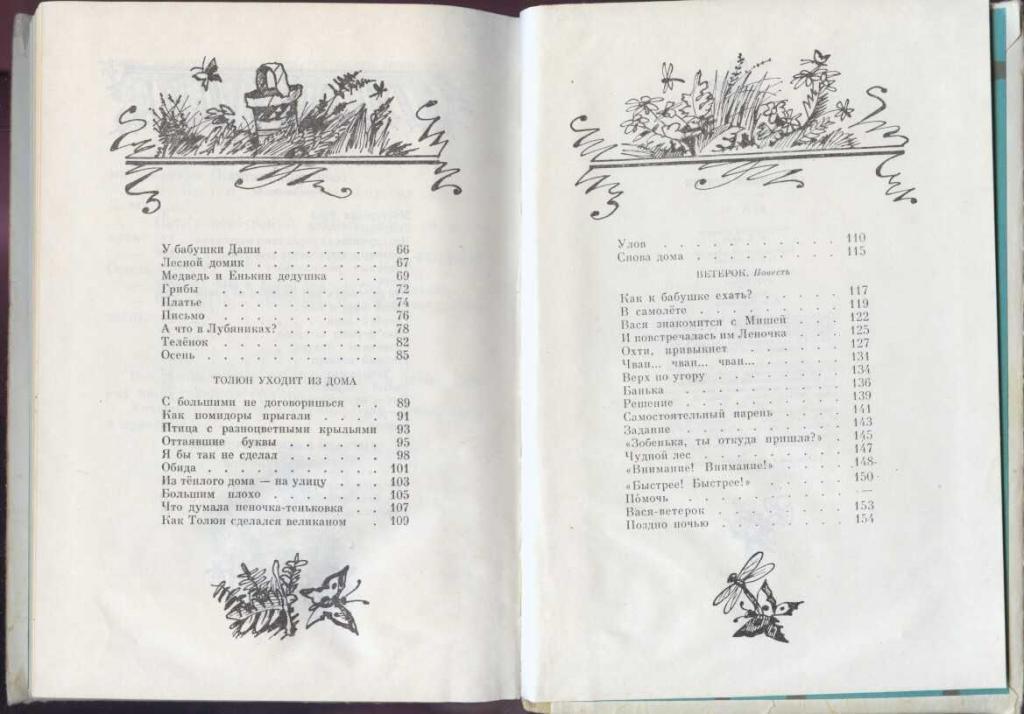 У бабушки Даши . . . . . . . . . 66
Лесной домик . . . . . . . . . . 67
Медведь и Енькин дедушка . . . . 69
Грибы . . . . . . . . . . . . . 72
Платье . . . . . . . . . . . . . 74
Письмо . . . . . . . . . . . . . 76
А что в Лубяниках? . . . . . . . 78
Телёнок . . . . . . . . . . . . 82
Осень . . . . . . . . . . . . . 85
ТОЛЮН УХОДИТ ИЗ ДОМА
С большими не договоришься . . 89
Как помидоры прыгали . . . . . 91
Птица с разноцветными крыльями 93
Оттаявшие буквы . . . . . . . . 95
Я бы так не сделал . . . . . . . 98
Обида . . . . . . . . . . . . . 101
Из тёплого дома — на улицу . . . 103
Большим плохо . . . . . . . . . 105
Что думала пеночка-теньковка . . 107
Как Толюн сделался великаном . 109
Улов . . . . . . . . . . . . . 110
Снова дома . . . . . . . . . . 115
ВЕТЕРОК. Повесть
Как к бабушке ехать? . . . . . 117
В самолёте . . . . . . . . . . 119
Вася знакомится с Мишей . . . . 122
И повстречалась им Леночка . . . 125
Охти, привыкнет . . . . . . . 127
Чван... чван... чван... . . . . 131
Верх по угору . . . . . . . . 134
Банька . . . . . . . . . . . . 136
Решение . . . . . . . . . . . 139
Самостоятельный парень . . . . 141
Задание . . . . . . . . . . . 143
«Зобенька, ты откуда пришла?» . 145
Чудной лес . . . . . . . . . . 147
«Внимание! Внимание!» . . . . . 148
«Быстрее! Быстрее!» . . . . . . 150
По́мочь . . . . . . . . . . . —
Вася-ветерок . . . . . . . . . 153
Поздно ночью . . . . . . . . . 154